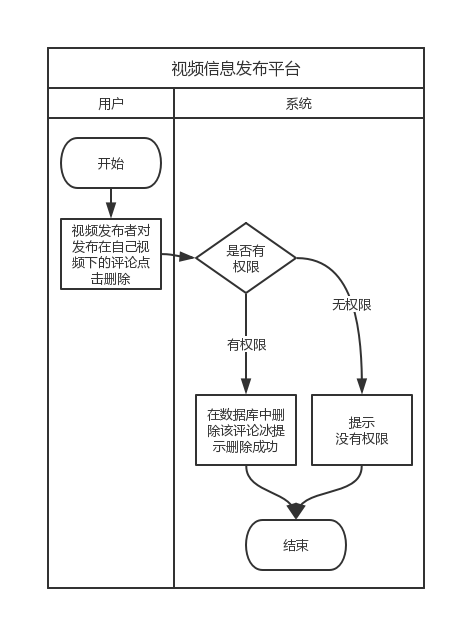 视频信息发布平台
用户
系统
开始
视频发布者对
发布在自己视
频下的评论点
击删除
是否有
权限
无权限
有权限
在数据库中删
除该评论冰提
示删除成功
提示
没有权限
结束